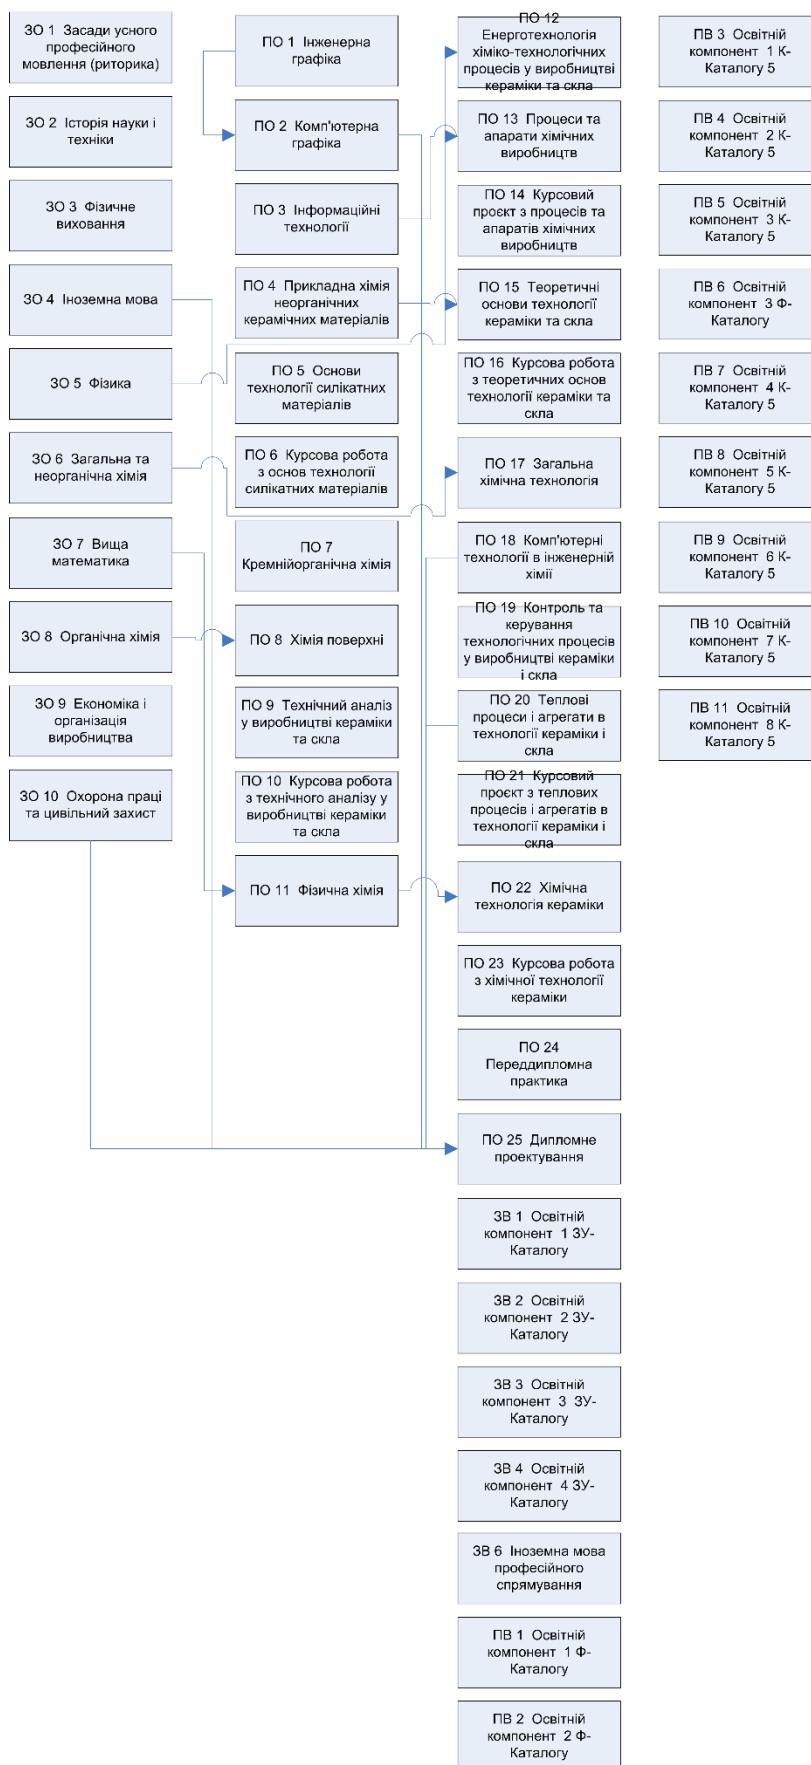 ЗО 1  Засади усного
професійного
мовлення (риторика)
ЗО 2  Історія науки і
техніки
ЗО 3  Фізичне
виховання
ЗО 4  Іноземна мова
ЗО 5  Фізика
ЗО 6  Загальна та
неорганічна хімія
ЗО 7  Вища
математика
ЗО 8  Органічна хімія
ЗО 9  Економіка і
організація
виробництва
ЗО 10  Охорона праці
та цивільний захист
ПО 1  Інженерна
графіка
ПО 2  Комп'ютерна
графіка
ПО 3  Інформаційні
технології
ПО 4  Прикладна хімія
неорганічних
керамічних матеріалів
ПО 5  Основи
технології силікатних
матеріалів
ПО 6  Курсова робота
з основ технології
силікатних матеріалів
ПО 7
Кремнійорганічна хімія
ПО 8  Хімія поверхні
ПО 9  Технічний аналіз
у виробництві кераміки
та скла
ПО 10  Курсова робота
з технічного аналізу у
виробництві кераміки
та скла
ПО 11  Фізична хімія
ПО 12
Енерготехнологія
хіміко-технологічних
процесів у виробництві
кераміки та скла
ПО 13  Процеси та
апарати хімічних
виробництв
ПО 14  Курсовий
проєкт з процесів та
апаратів хімічних
виробництв
ПО 15  Теоретичні
основи технології
кераміки та скла
ПО 16  Курсова робота
з теоретичних основ
технології кераміки та
скла
ПО 17  Загальна
хімічна технологія
ПО 18  Комп'ютерні
технології в інженерній
хімії
ПО 19  Контроль та
керування
технологічних процесів
у виробництві кераміки
і скла
ПО 20  Теплові
процеси і агрегати в
технології кераміки і
скла
ПО 21  Курсовий
проєкт з теплових
процесів і агрегатів в
технології кераміки і
скла
ПО 22  Хімічна
технологія кераміки
ПО 23  Курсова робота
з хімічної технології
кераміки
ПО 24
Переддипломна
практика
ПО 25  Дипломне
проектування
ЗВ 1  Освітній
компонент  1 ЗУ-
Каталогу
ЗВ 2  Освітній
компонент  2 ЗУ-
Каталогу
ЗВ 3  Освітній
компонент  3  ЗУ-
Каталогу
ЗВ 4  Освітній
компонент  4 ЗУ-
Каталогу
ЗВ 6  Іноземна мова
професійного
спрямування
ПВ 1  Освітній
компонент  1 Ф-
Каталогу
ПВ 2  Освітній
компонент  2 Ф-
Каталогу
ПВ 3  Освітній
компонент  1 К-
Каталогу 5
ПВ 4  Освітній
компонент  2 К-
Каталогу 5
ПВ 5  Освітній
компонент  3 К-
Каталогу 5
ПВ 6  Освітній
компонент  3 Ф-
Каталогу
ПВ 7  Освітній
компонент  4 К-
Каталогу 5
ПВ 8  Освітній
компонент  5 К-
Каталогу 5
ПВ 9  Освітній
компонент  6 К-
Каталогу 5
ПВ 10  Освітній
компонент  7 К-
Каталогу 5
ПВ 11  Освітній
компонент  8 К-
Каталогу 5